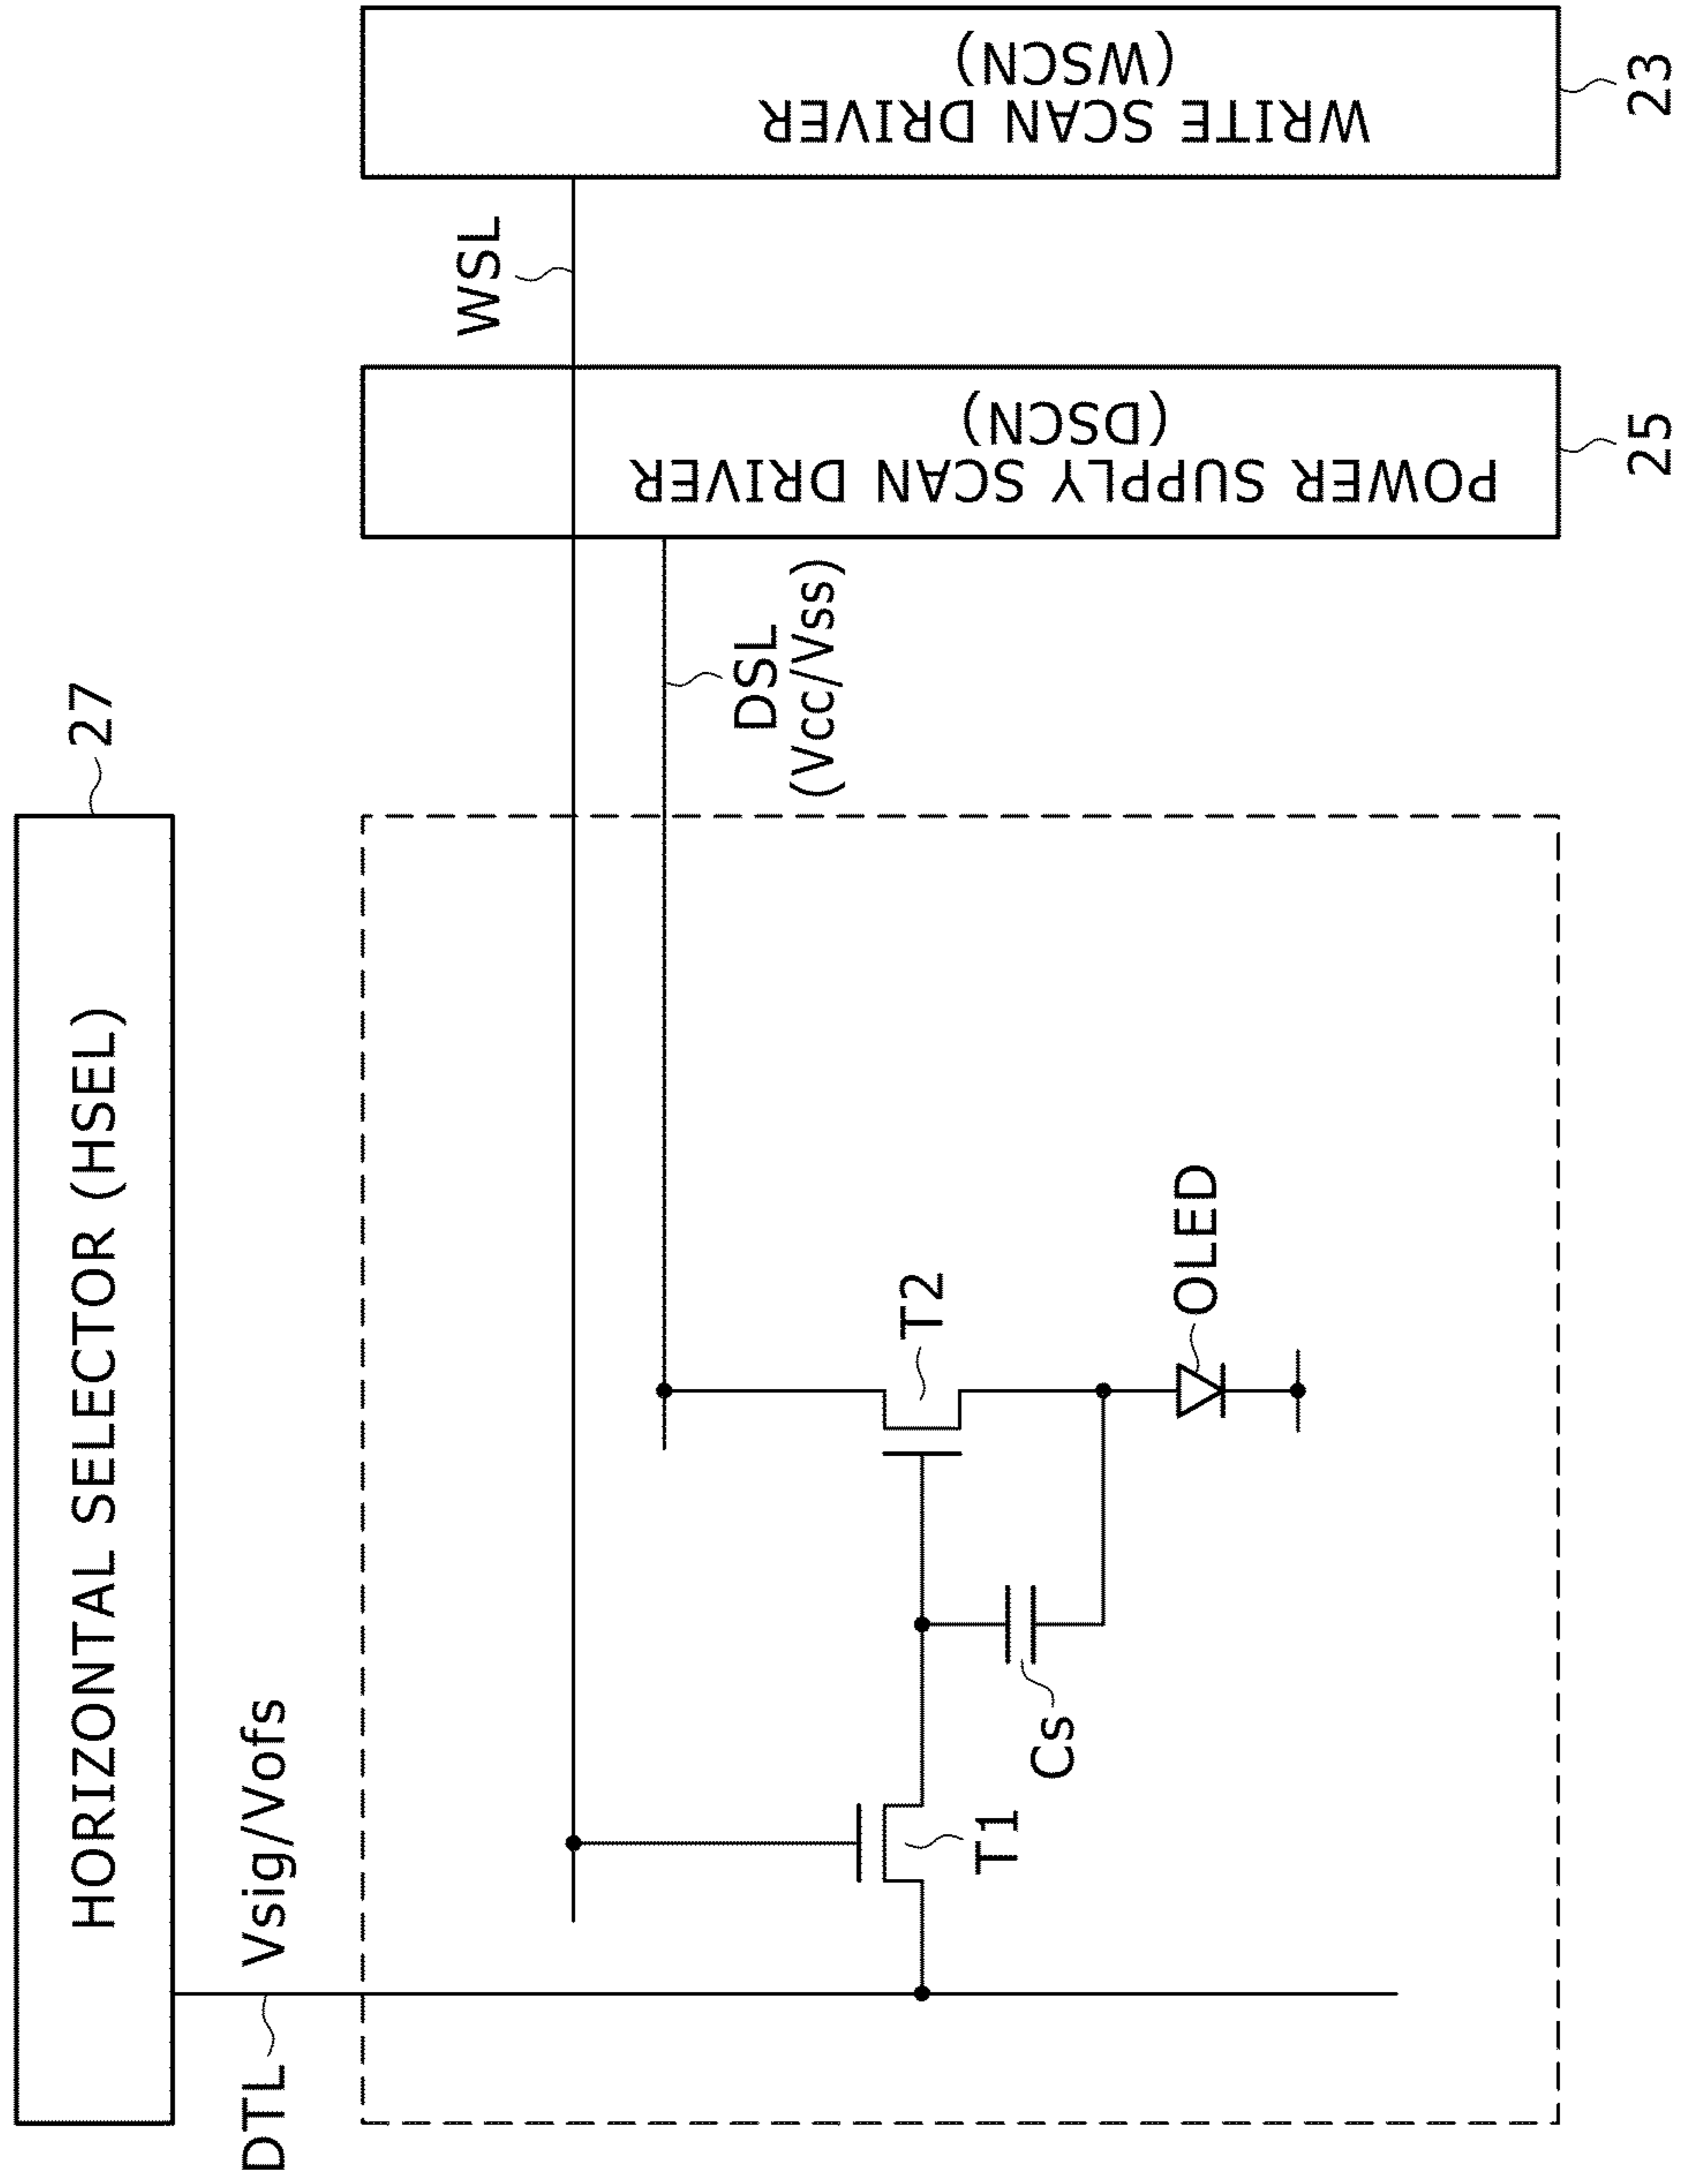 HORIZONTAL SELECTOR (HSEL)
27
DTL
Vsig/Vofs
WSL
DSL
(Vcc/Vss)
T1
Cs
T2
OLED
POWER SUPPLY SCAN DRIVER
(DSCN)
25
WRITE SCAN DRIVER
(WSCN)
23